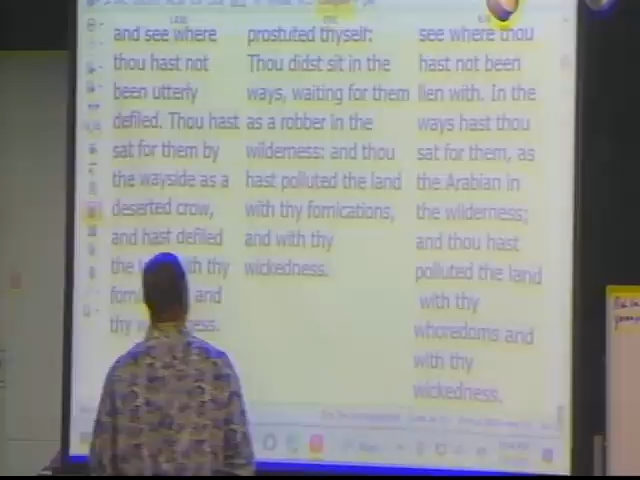 and see where
thou hast not
been utterly
defiled. Thou hast
sat for them by
the wayside as a
deserted crow,
and hast defiled
the with thy
and
thy
prostuted thyself:
Thou didst sit in the
ways, waiting for them
as a robber in the
wilderness: and thou
hast polluted the land
with thy fornications,
and with thy
wickedness.
see where thou
hast not been
lien with. In the
ways hast thou
sat for them, as
the Arabian in
the wilderness;
and thou hast
polluted the land
with thy
whoredoms and
with thy
wickedness.